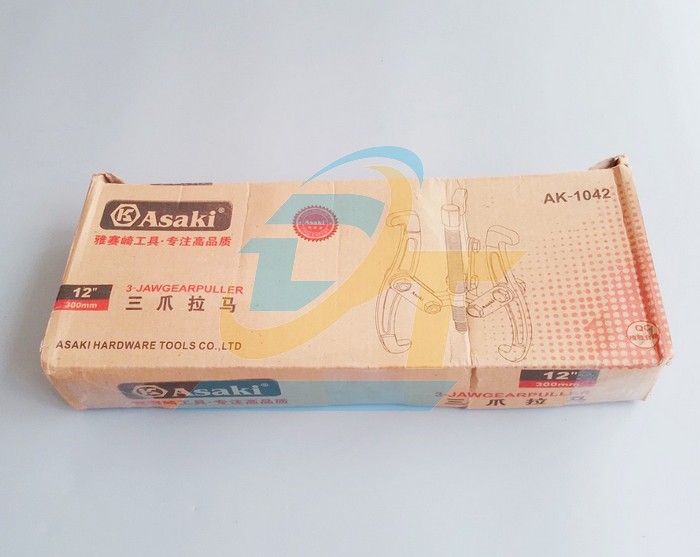 Asaki®
雅赛崎工具·专注高品质
Asaki
AK-1042
12"
300mm
3-JAWGEARPULLER
三爪拉马
ASAKI HARDWARE TOOLS CO.,LTD
QC
Asaki®
雅赛崎工具·专注高品质
12"
300mm
3-JAWGEARPULLER
三爪拉马